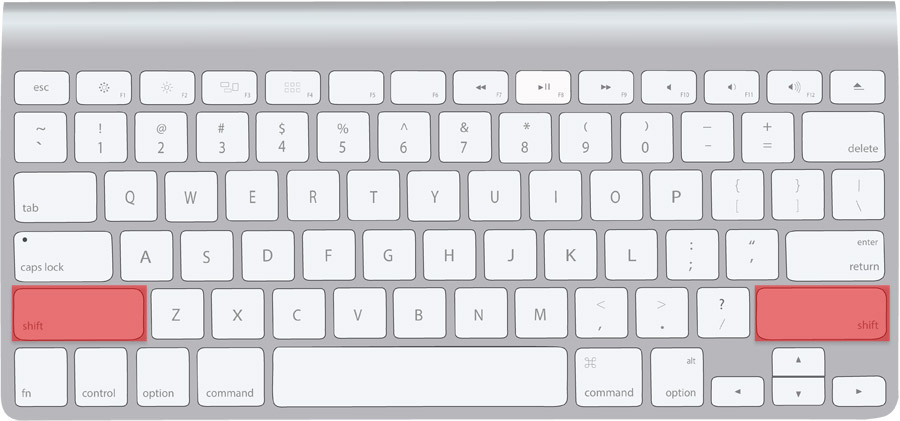 esc F1 F2 F3 F4 F5 F6 F7 F8 F9 F10 F11 F12
~ ! @ # $ % ^ & * ( ) – +
` 1 2 3 4 5 6 7 8 9 0 - = delete
tab Q W E R T Y U I O P { [ } ] | \
caps lock A S D F G H J K L : ; “ , enter return
shift Z X C V B N M < , > . ? / shift
fn control option command ⌘ command alt option